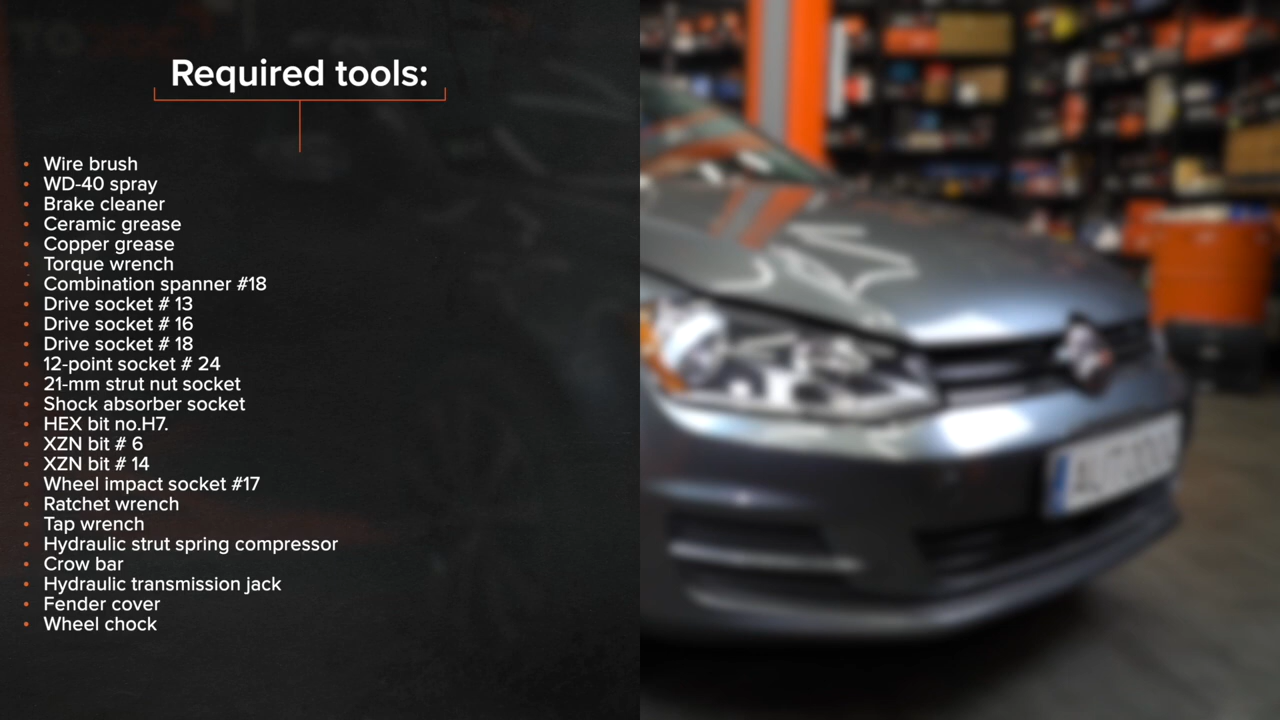 Required tools:
• Wire brush
• WD-40 spray
• Brake cleaner
• Ceramic grease
• Copper grease
• Torque wrench
• Combination spanner #18
• Drive socket # 13
• Drive socket # 16
• Drive socket # 18
• 12-point socket # 24
• 21-mm strut nut socket
• Shock absorber socket
• HEX bit no.H7.
• XZN bit # 6
• XZN bit # 14
• Wheel impact socket #17
• Ratchet wrench
• Tap wrench
• Hydraulic strut spring compressor
• Crow bar
• Hydraulic transmission jack
• Fender cover
• Wheel chock